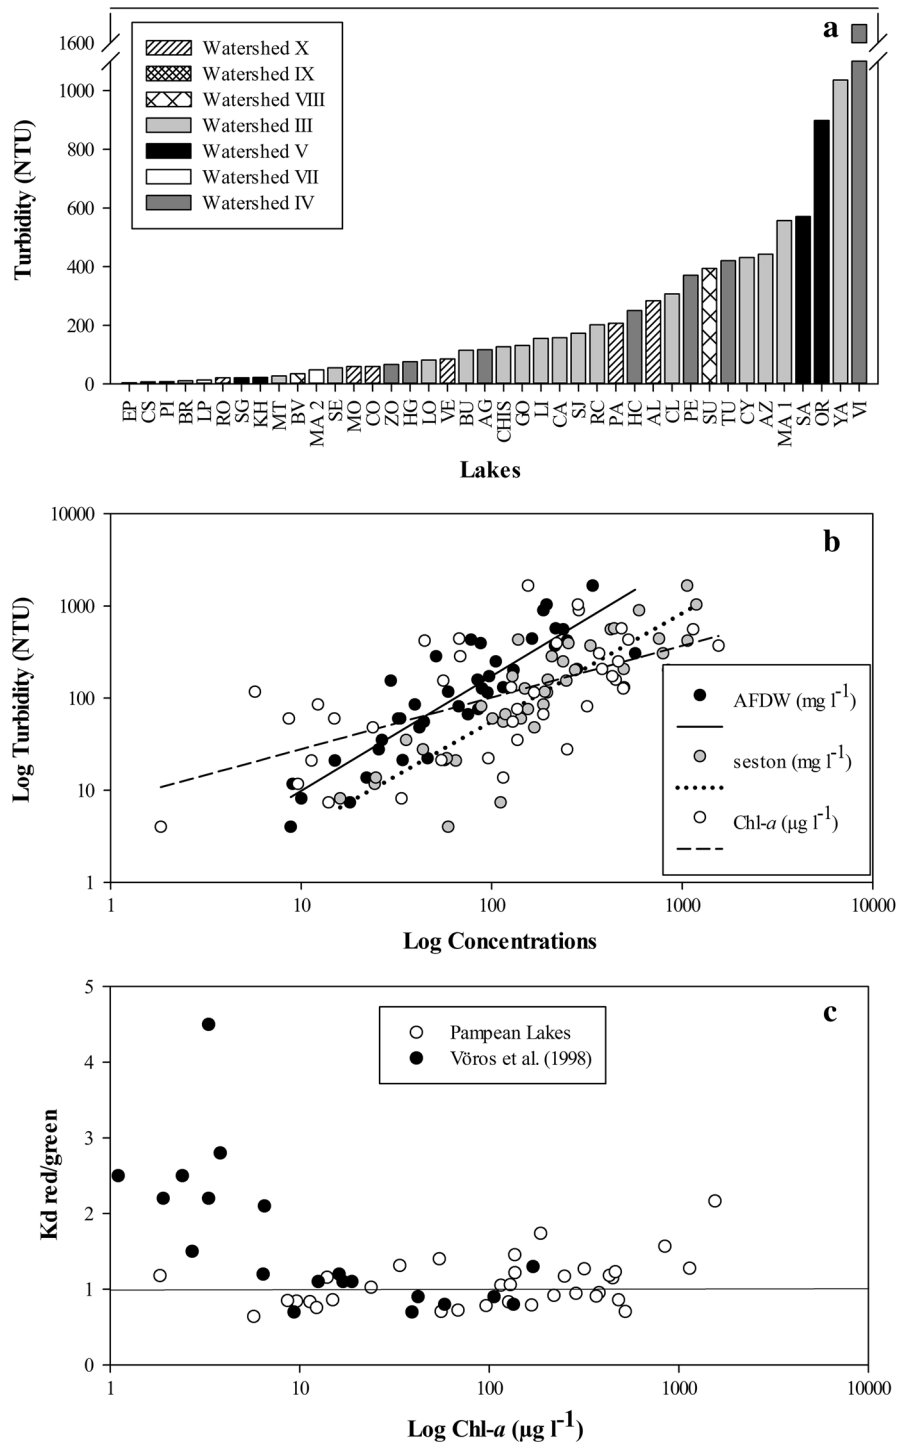 a
1600
1000
800
600
400
200
0
Turbidity (NTU)
Watershed X
Watershed IX
Watershed VIII
Watershed III
Watershed V
Watershed VII
Watershed IV
EP CS PI BR LP RO SG KH MT BV MA 2 SE MO CO ZO HG LO VE BU AG CHIS GO LI CA SJ RC PA HC AL CL PE SU TU CY AZ MA 1 SA OR YA VI
Lakes
b
10000
1000
100
10
1
Log Turbidity (NTU)
AFDW (mg l-1)
seston (mg l-1)
Chl-a (µg l-1)
1 10 100 1000 10000
Log Concentrations
c
5
4
3
2
1
0
Kd red/green
Pampean Lakes
Vöros et al. (1998)
1 10 100 1000 10000
Log Chl-a (µg l-1)